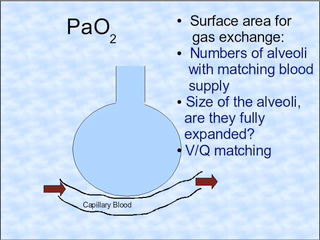 PaO2
• Surface area for
gas exchange:
• Numbers of alveoli
with matching blood
supply
• Size of the alveoli,
are they fully
expanded?
• V/Q matching
Capillary Blood